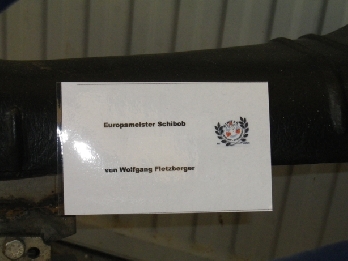 Europameister Schibob
von Wolfgang Pletzberger